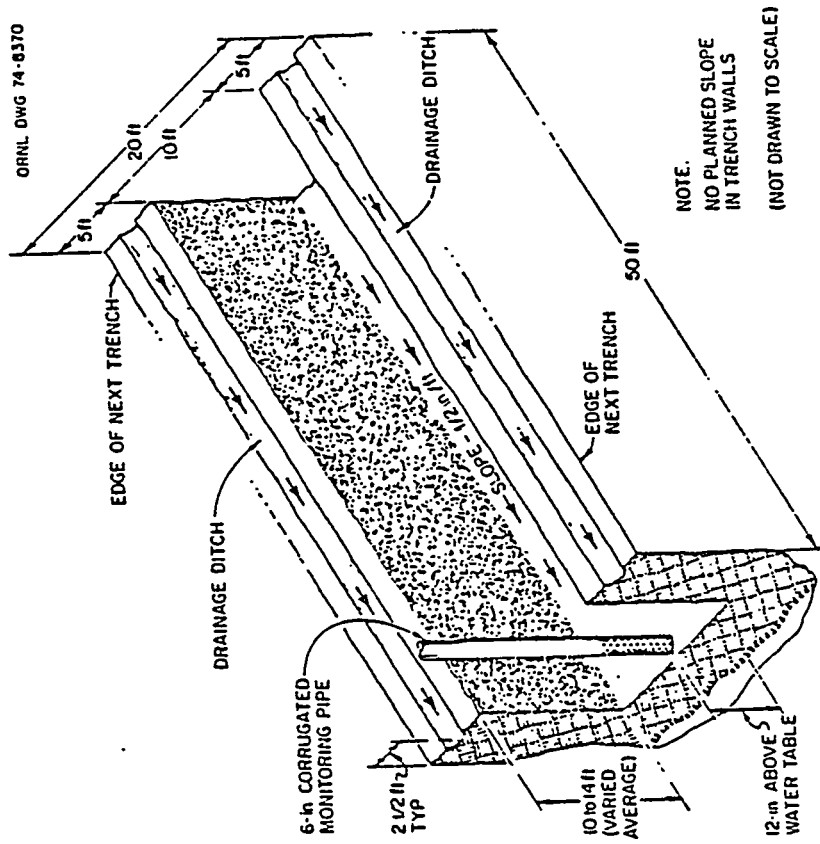 ORNL DWG 74-8370
20 ft
5 ft
10 ft
5 ft
EDGE OF NEXT TRENCH
DRAINAGE DITCH
DRAINAGE DITCH
6-in CORRUGATED
MONITORING PIPE
2 1/2 ft
TYP
SLOPE - 1/2 in/ft
50 ft
EDGE OF
NEXT TRENCH
10 to 14 ft
(VARIED
AVERAGE)
12-in ABOVE
WATER TABLE
NOTE.
NO PLANNED SLOPE
IN TRENCH WALLS
(NOT DRAWN TO SCALE)